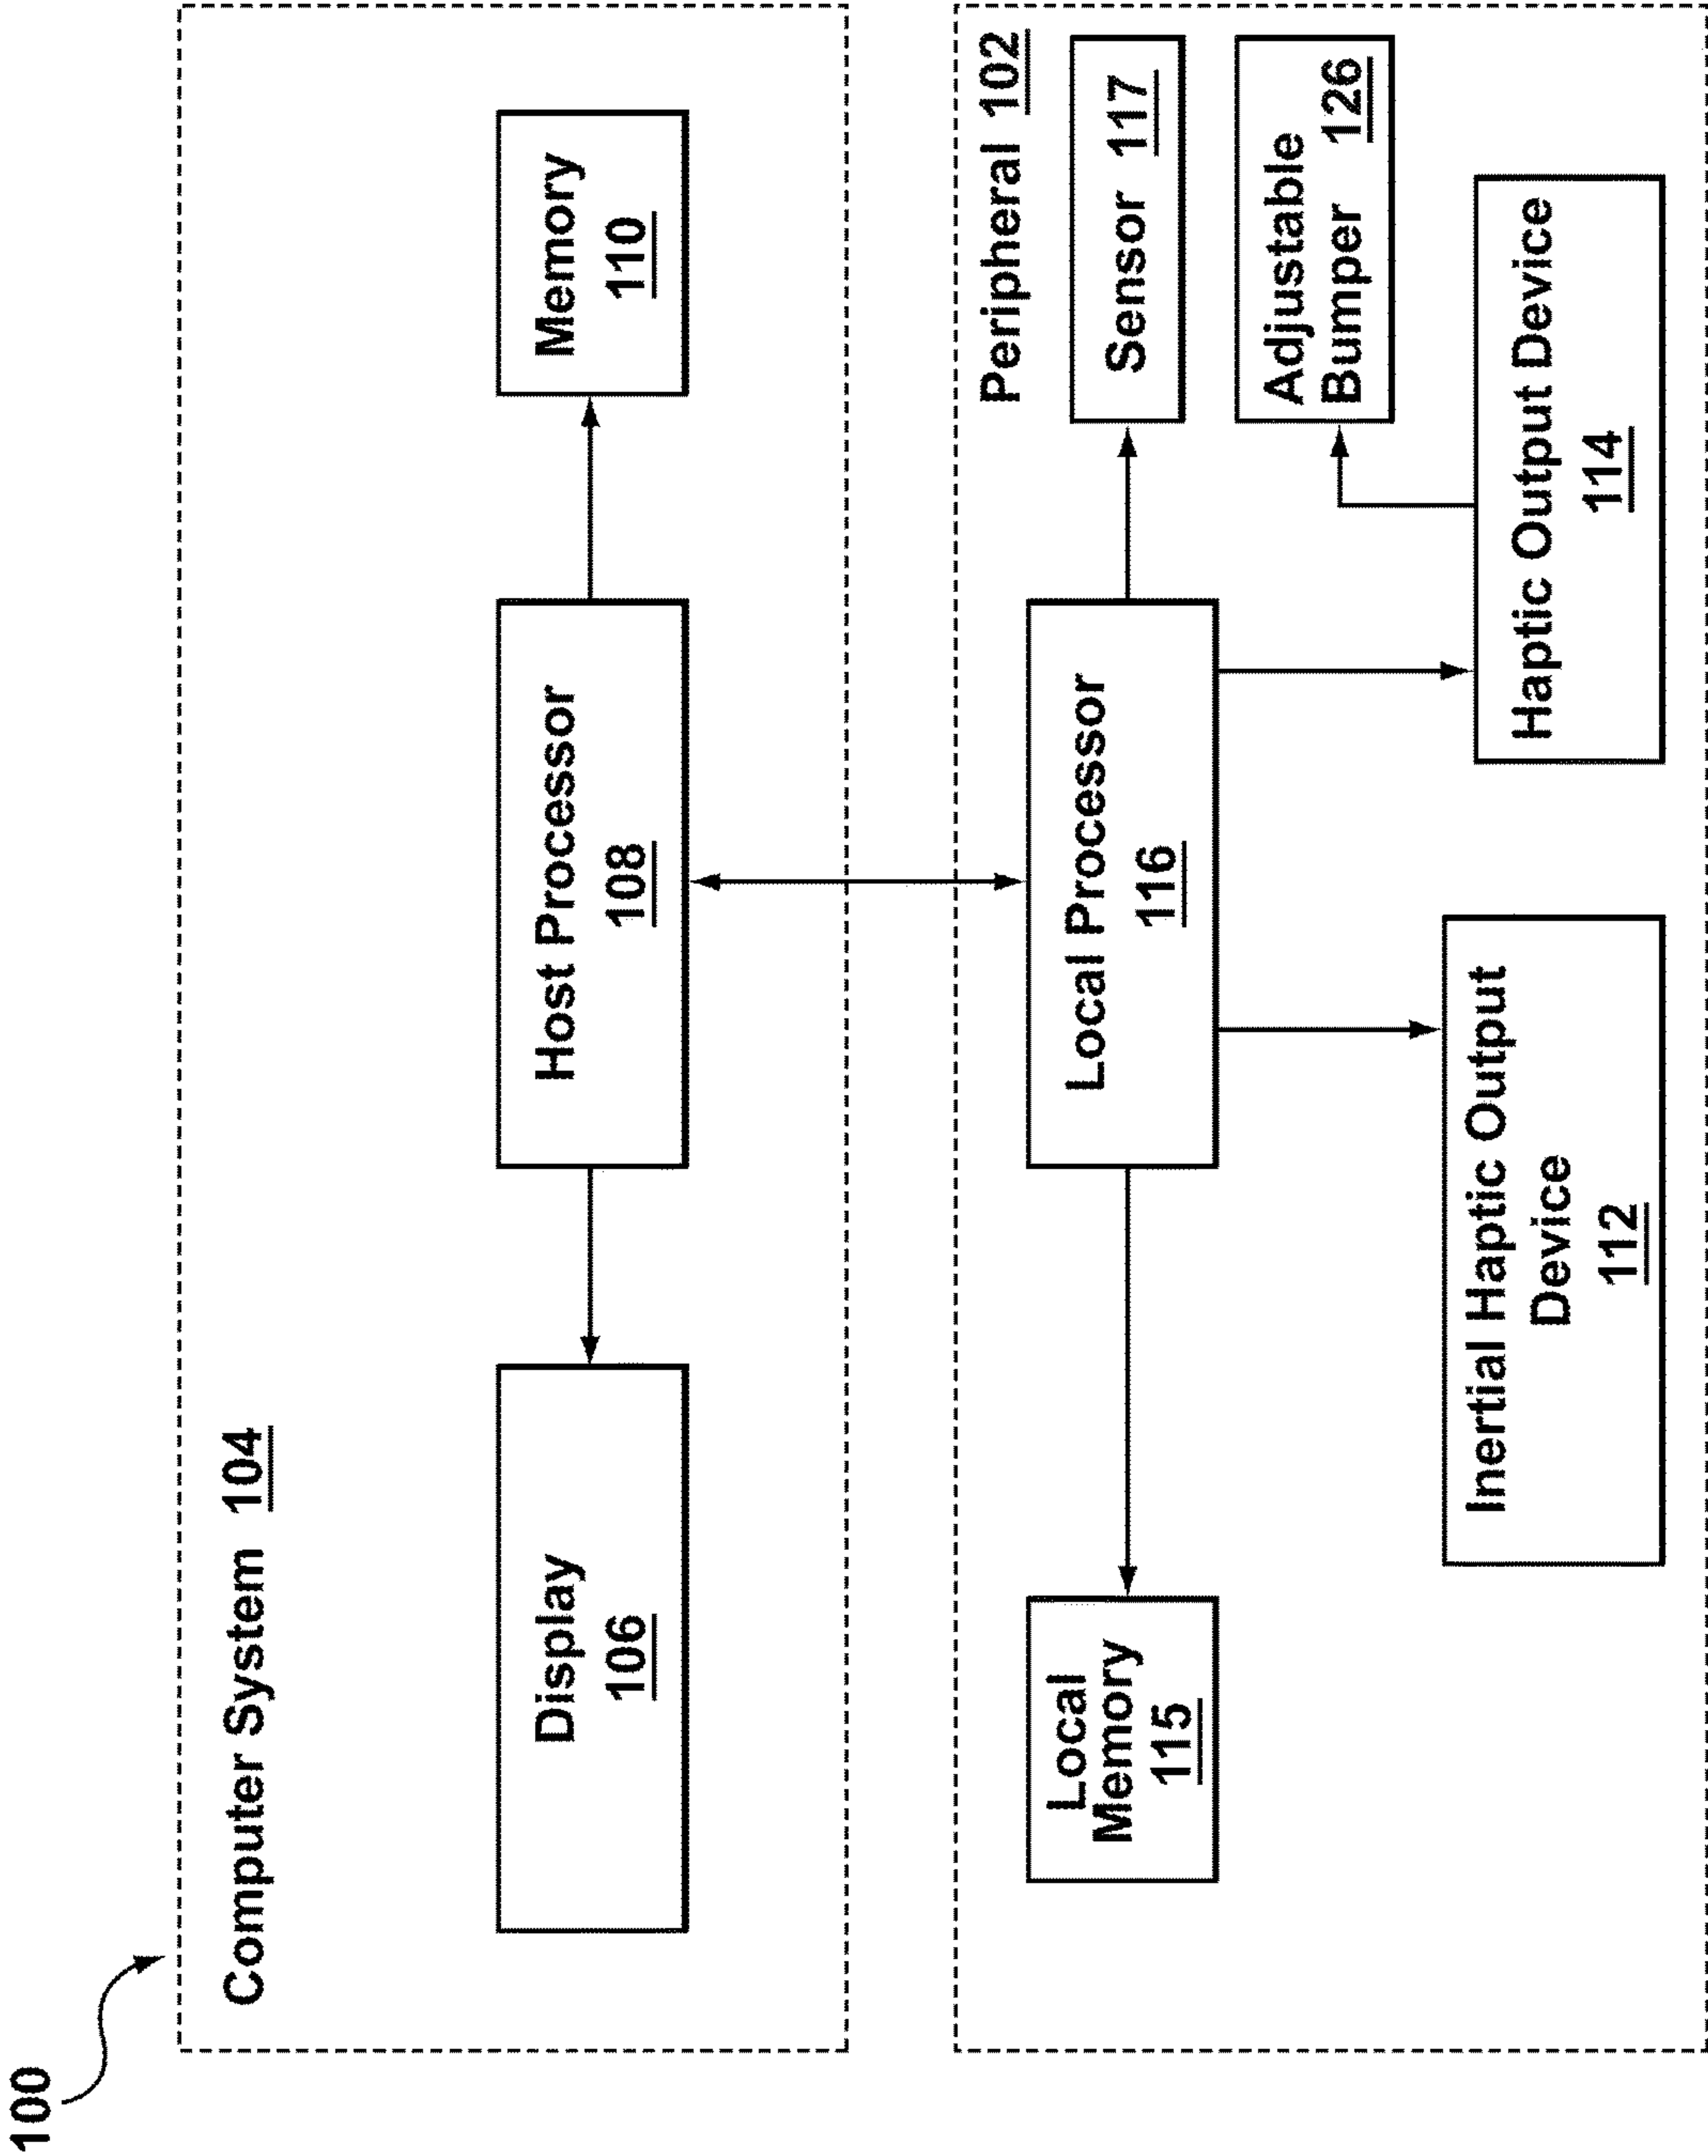 100
Computer System 104
Display
106
Host Processor
108
Memory
110
Peripheral 102
Local
Memory
115
Local Processor
116
Sensor 117
Adjustable
Bumper 126
Inertial Haptic Output
Device
112
Haptic Output Device
114